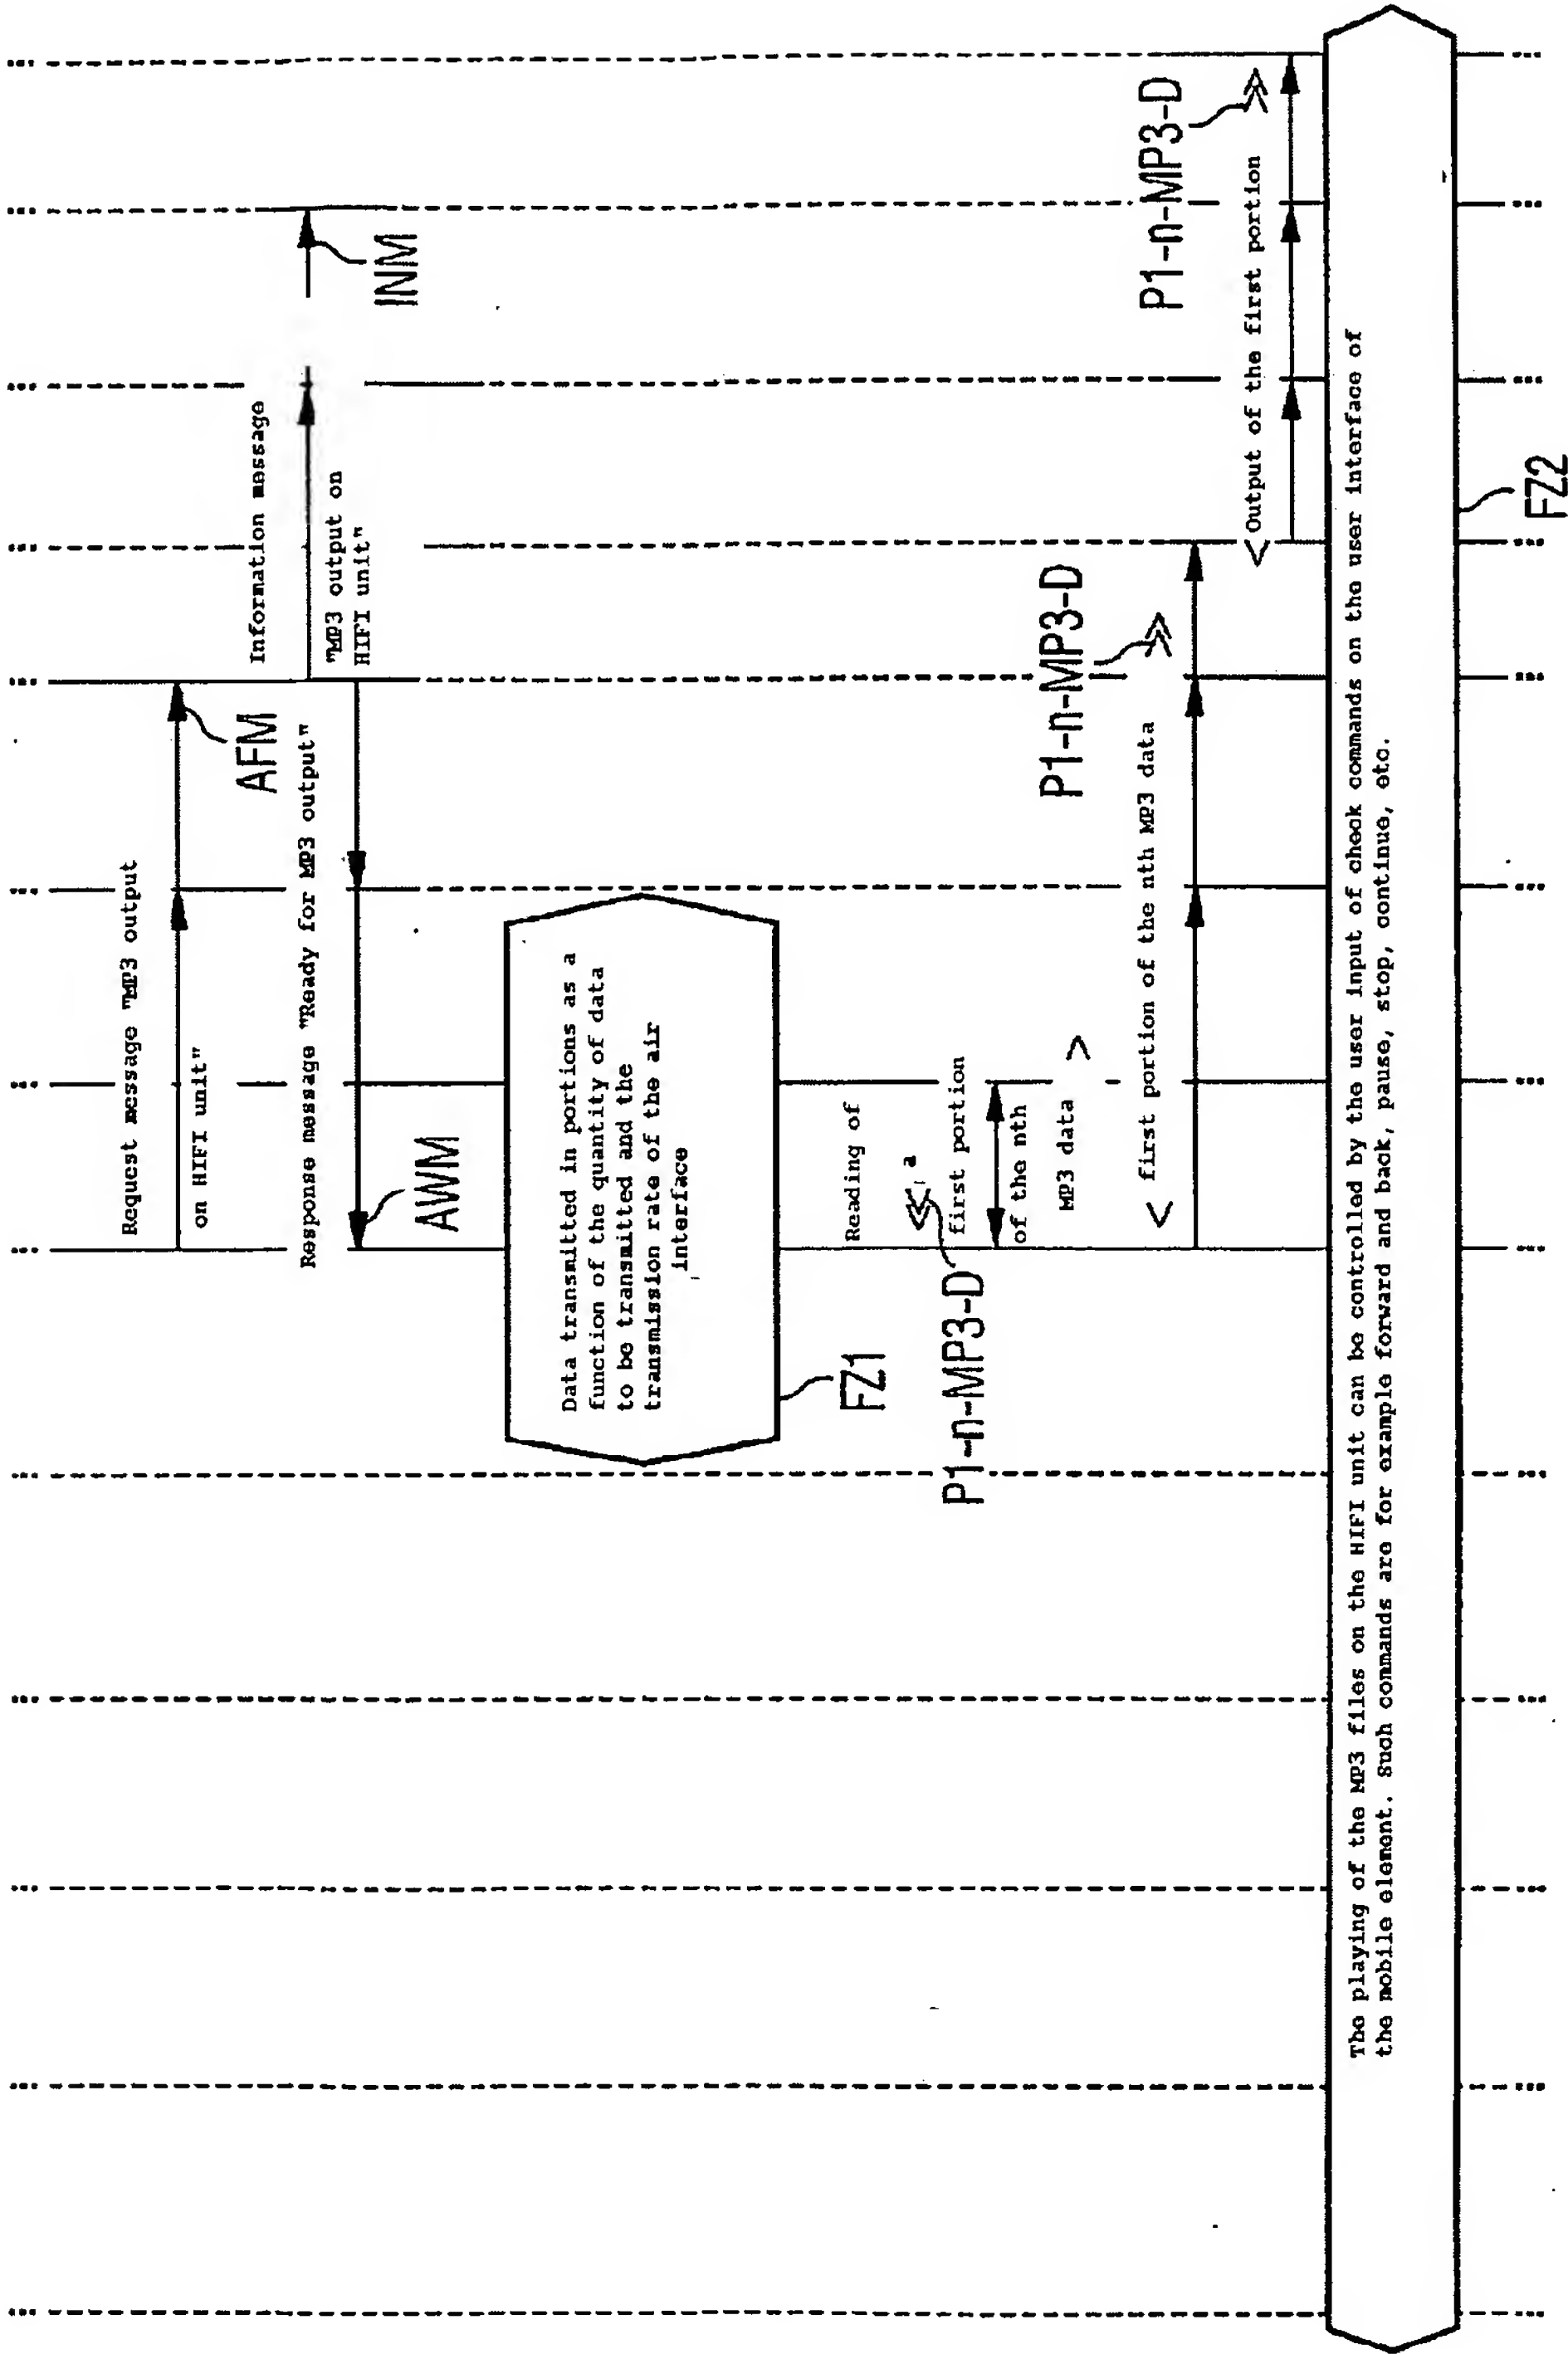 Request message "MP3 output
on HIFI unit"
AFM
Information message
"MP3 output on
HIFI unit"
INM
Response message "Ready for MP3 output"
AWM
Data transmitted in portions as a
function of the quantity of data
to be transmitted and the
transmission rate of the air
interface
FZ1
Reading of
a
first portion
of the nth
MP3 data
P1-n-MP3-D
< first portion of the nth MP3 data >
P1-n-MP3-D
<Output of the first portion
P1-n-MP3-D
The playing of the MP3 files on the HIFI unit can be controlled by the user input of check commands on the user interface of
the mobile element. Such commands are for example forward and back, pause, stop, continue, etc.
FZ2